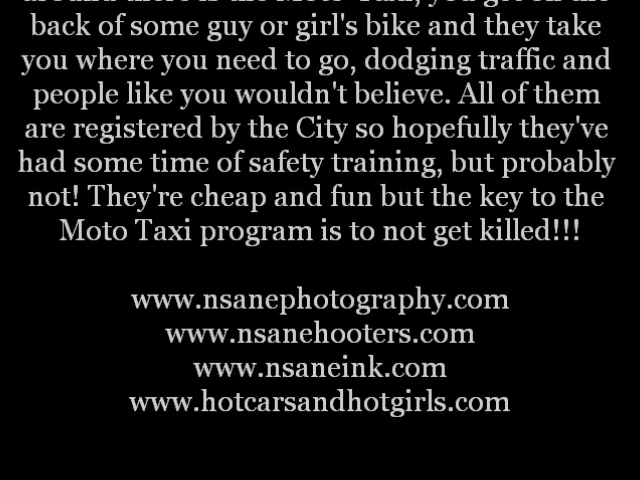 back of some guy or girl's bike and they take
you where you need to go, dodging traffic and
people like you wouldn't believe. All of them
are registered by the City so hopefully they've
had some time of safety training, but probably
not! They're cheap and fun but the key to the
Moto Taxi program is to not get killed!!!
www.nsanephotography.com
www.nsanehooters.com
www.nsaneink.com
www.hotcarsandhotgirls.com